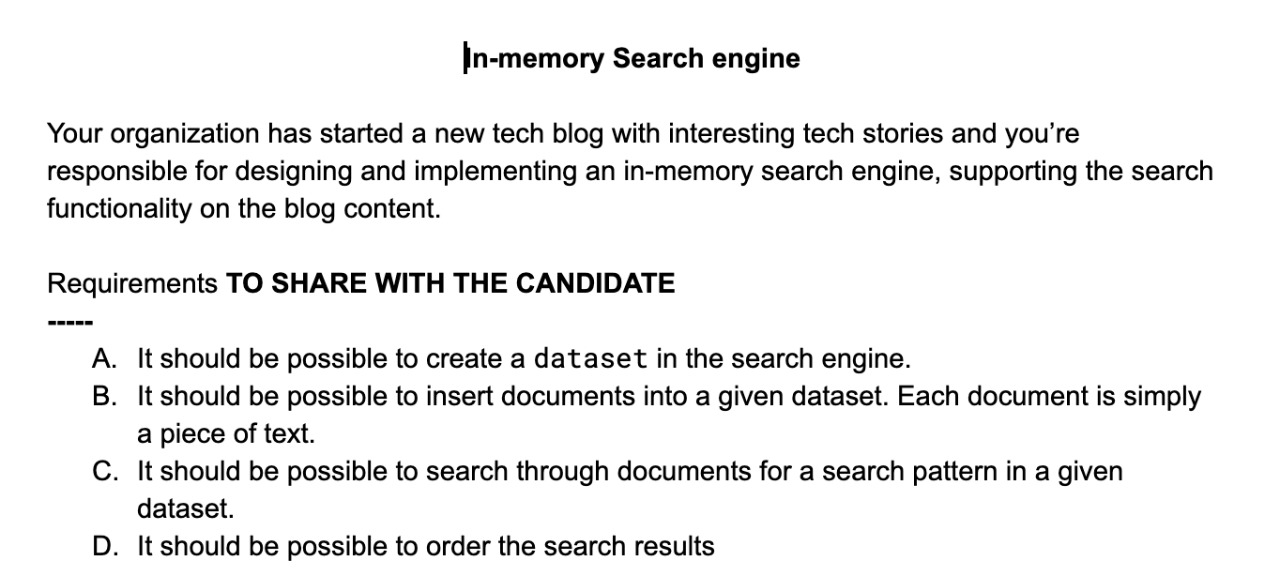 In-memory Search engine
Your organization has started a new tech blog with interesting tech stories and you’re
responsible for designing and implementing an in-memory search engine, supporting the search
functionality on the blog content.
Requirements TO SHARE WITH THE CANDIDATE
-----
A. It should be possible to create a dataset in the search engine.
B. It should be possible to insert documents into a given dataset. Each document is simply
a piece of text.
C. It should be possible to search through documents for a search pattern in a given
dataset.
D. It should be possible to order the search results